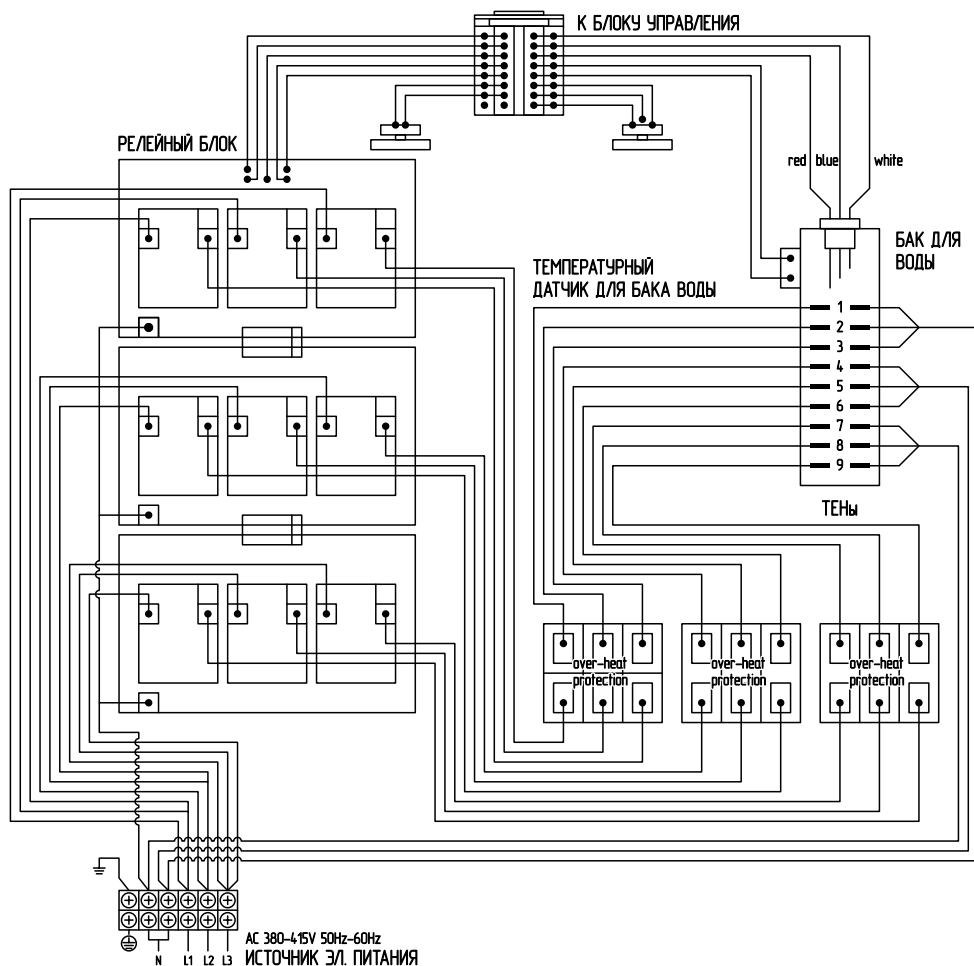 К БЛОКУ УПРАВЛЕНИЯ
РЕЛЕЙНЫЙ БЛОК
red blue white
БАК ДЛЯ
ВОДЫ
ТЕМПЕРАТУРНЫЙ
ДАТЧИК ДЛЯ БАКА ВОДЫ
1
2
3
4
5
6
7
8
9
ТЕНы
over-heat
protection
over-heat
protection
over-heat
protection
N L1 L2 L3
AC 380-415V 50Hz-60Hz
ИСТОЧНИК ЭЛ. ПИТАНИЯ